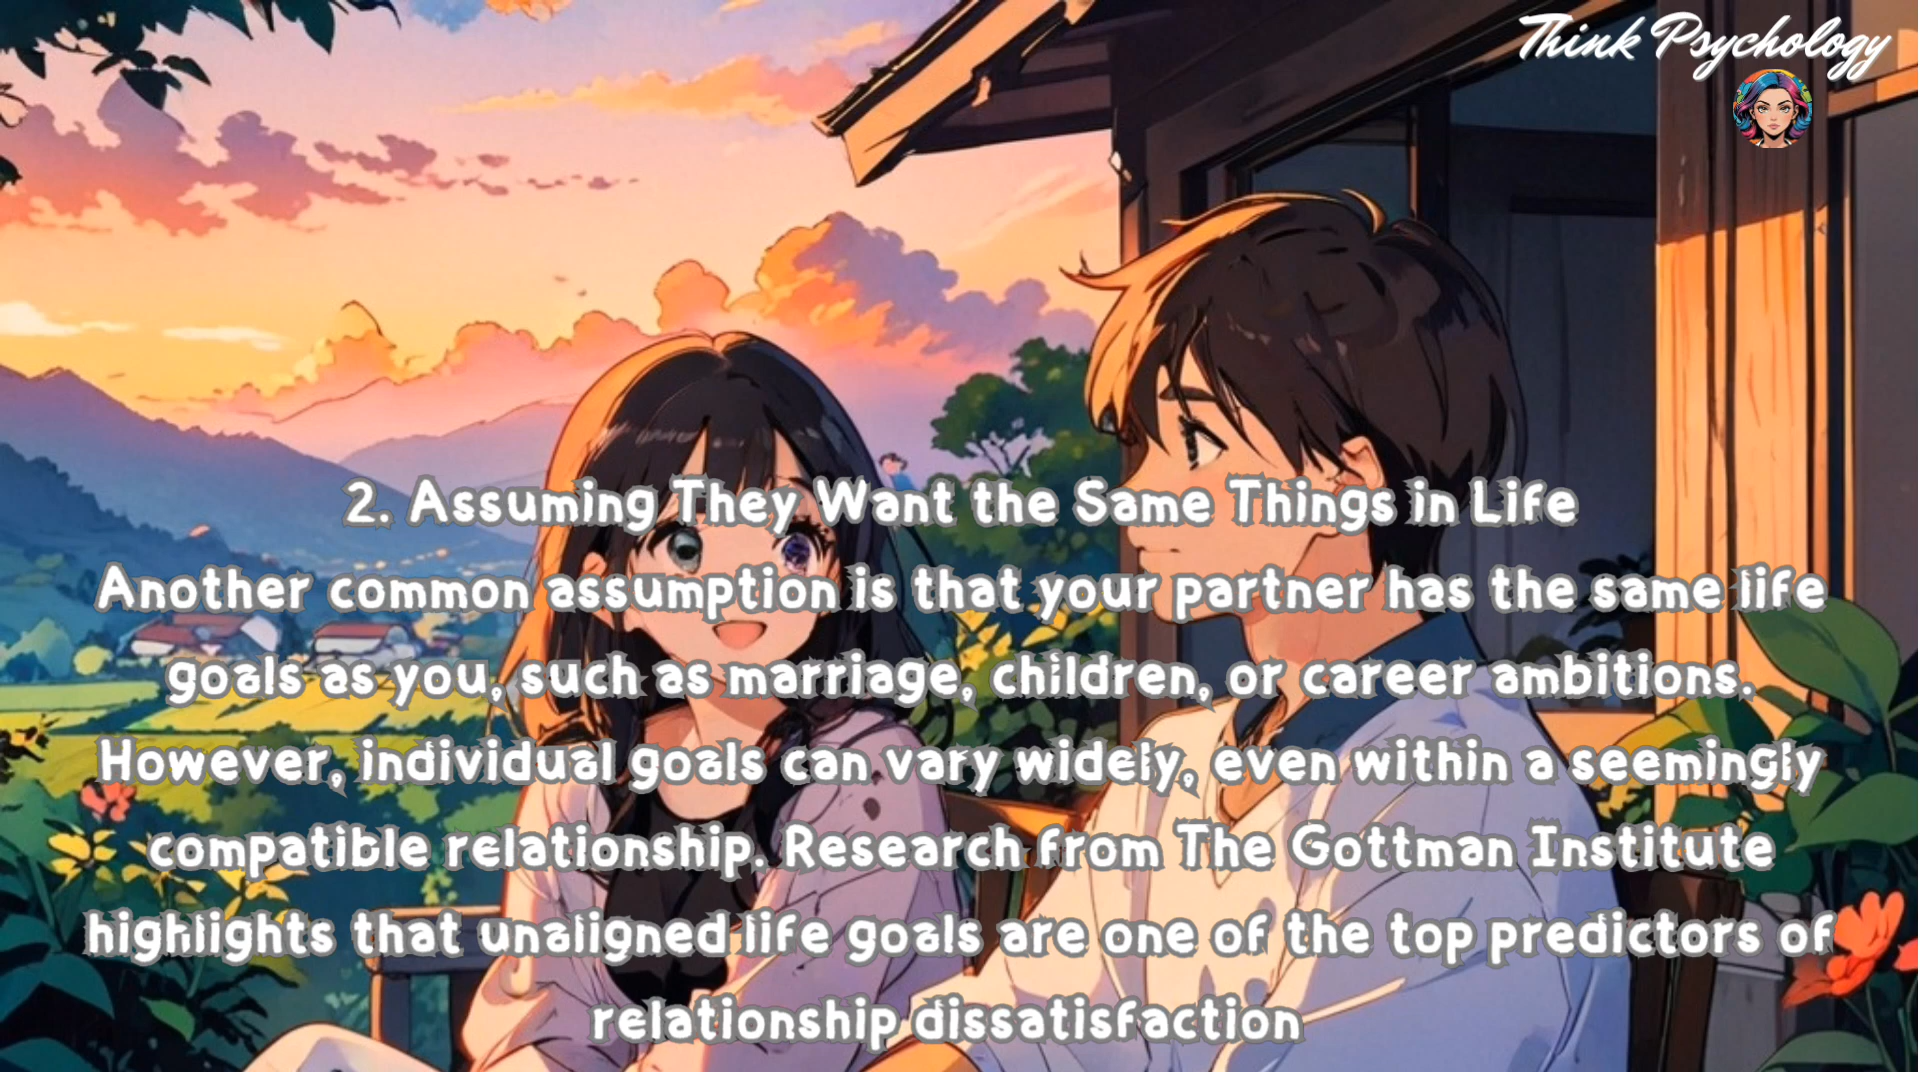 Think Psychology
2. Assuming They Want the Same Things in Life
Another common assumption is that your partner has the same life
goals as you, such as marriage, children, or career ambitions.
However, individual goals can vary widely, even within a seemingly
compatible relationship. Research from The Gottman Institute
highlights that unaligned life goals are one of the top predictors of
relationship dissatisfaction